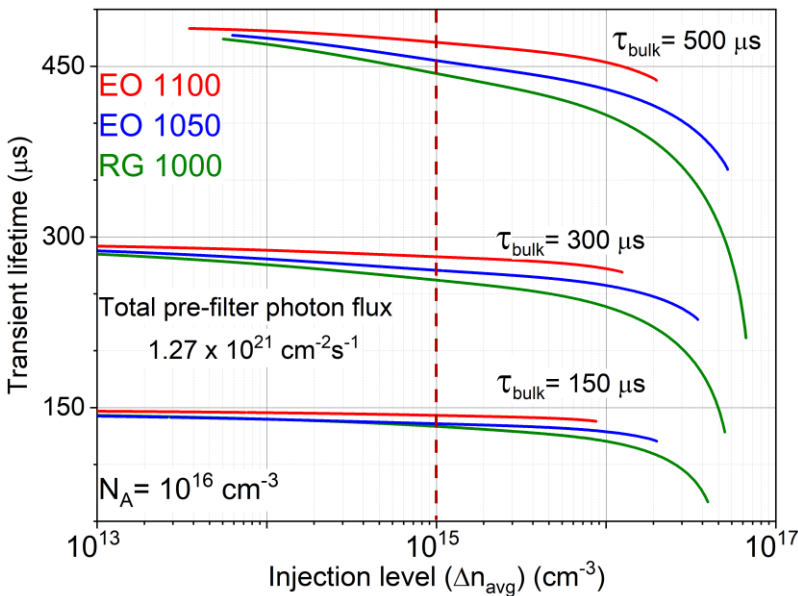 τbulk= 500 μs
450
EO 1100
EO 1050
RG 1000
Transient lifetime (μs)
300
τbulk= 300 μs
Total pre-filter photon flux
1.27 x 10²¹ cm⁻²s⁻¹
τbulk= 150 μs
150
N_A= 10¹⁶ cm⁻³
10¹³
10¹⁵
10¹⁷
Injection level (Δn_avg) (cm⁻³)